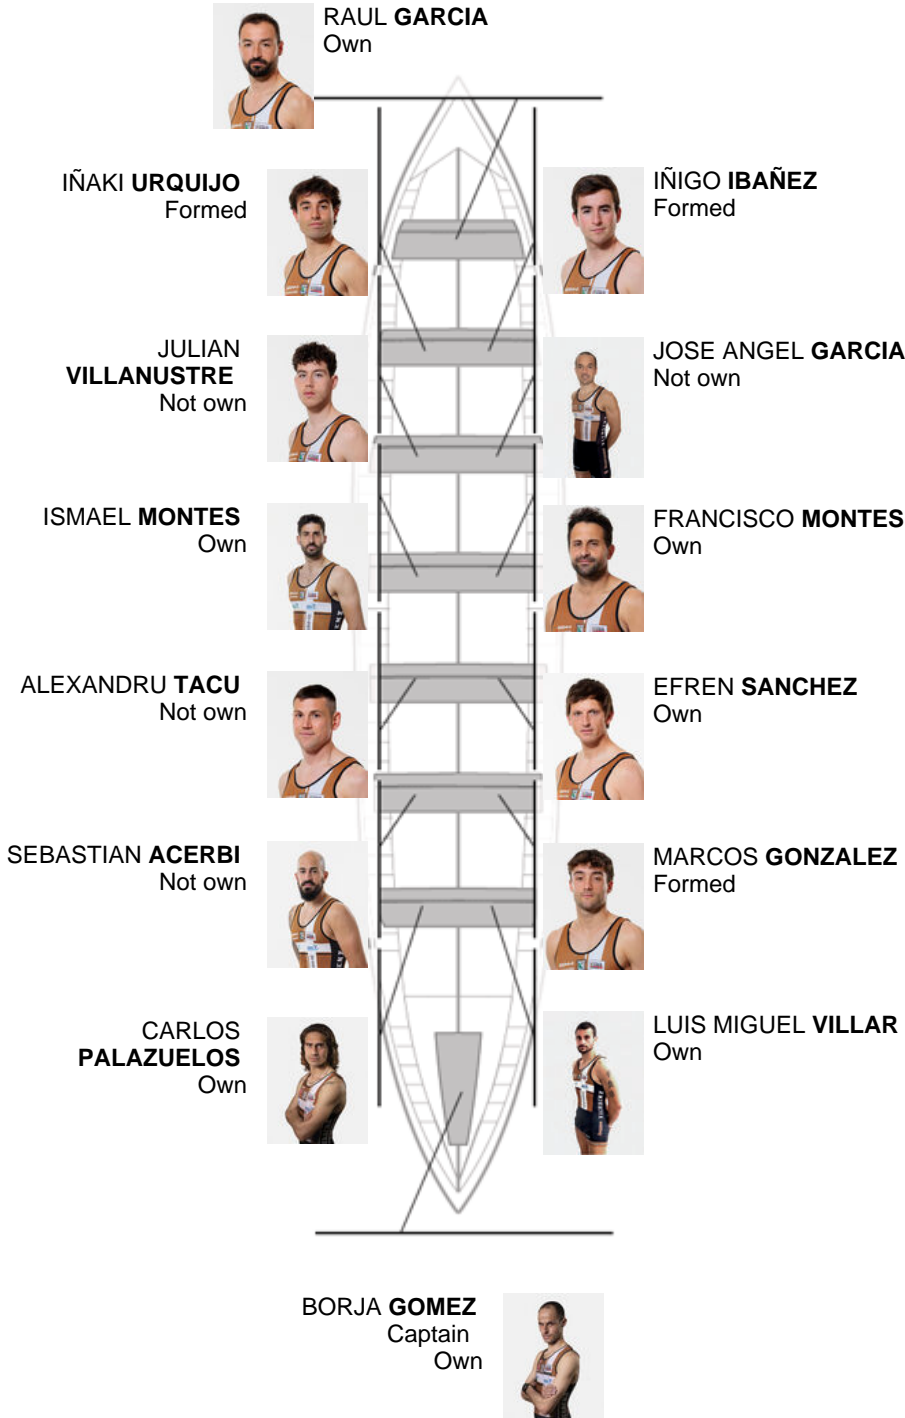 RAUL GARCIA
Own
IÑAKI URQUIJO
Formed
IÑIGO IBAÑEZ
Formed
JULIAN
VILLANUSTRE
Not own
JOSE ANGEL GARCIA
Not own
ISMAEL MONTES
Own
FRANCISCO MONTES
Own
ALEXANDRU TACU
Not own
EFREN SANCHEZ
Own
SEBASTIAN ACERBI
Not own
MARCOS GONZALEZ
Formed
CARLOS
PALAZUELOS
Own
LUIS MIGUEL VILLAR
Own
BORJA GOMEZ
Captain
Own